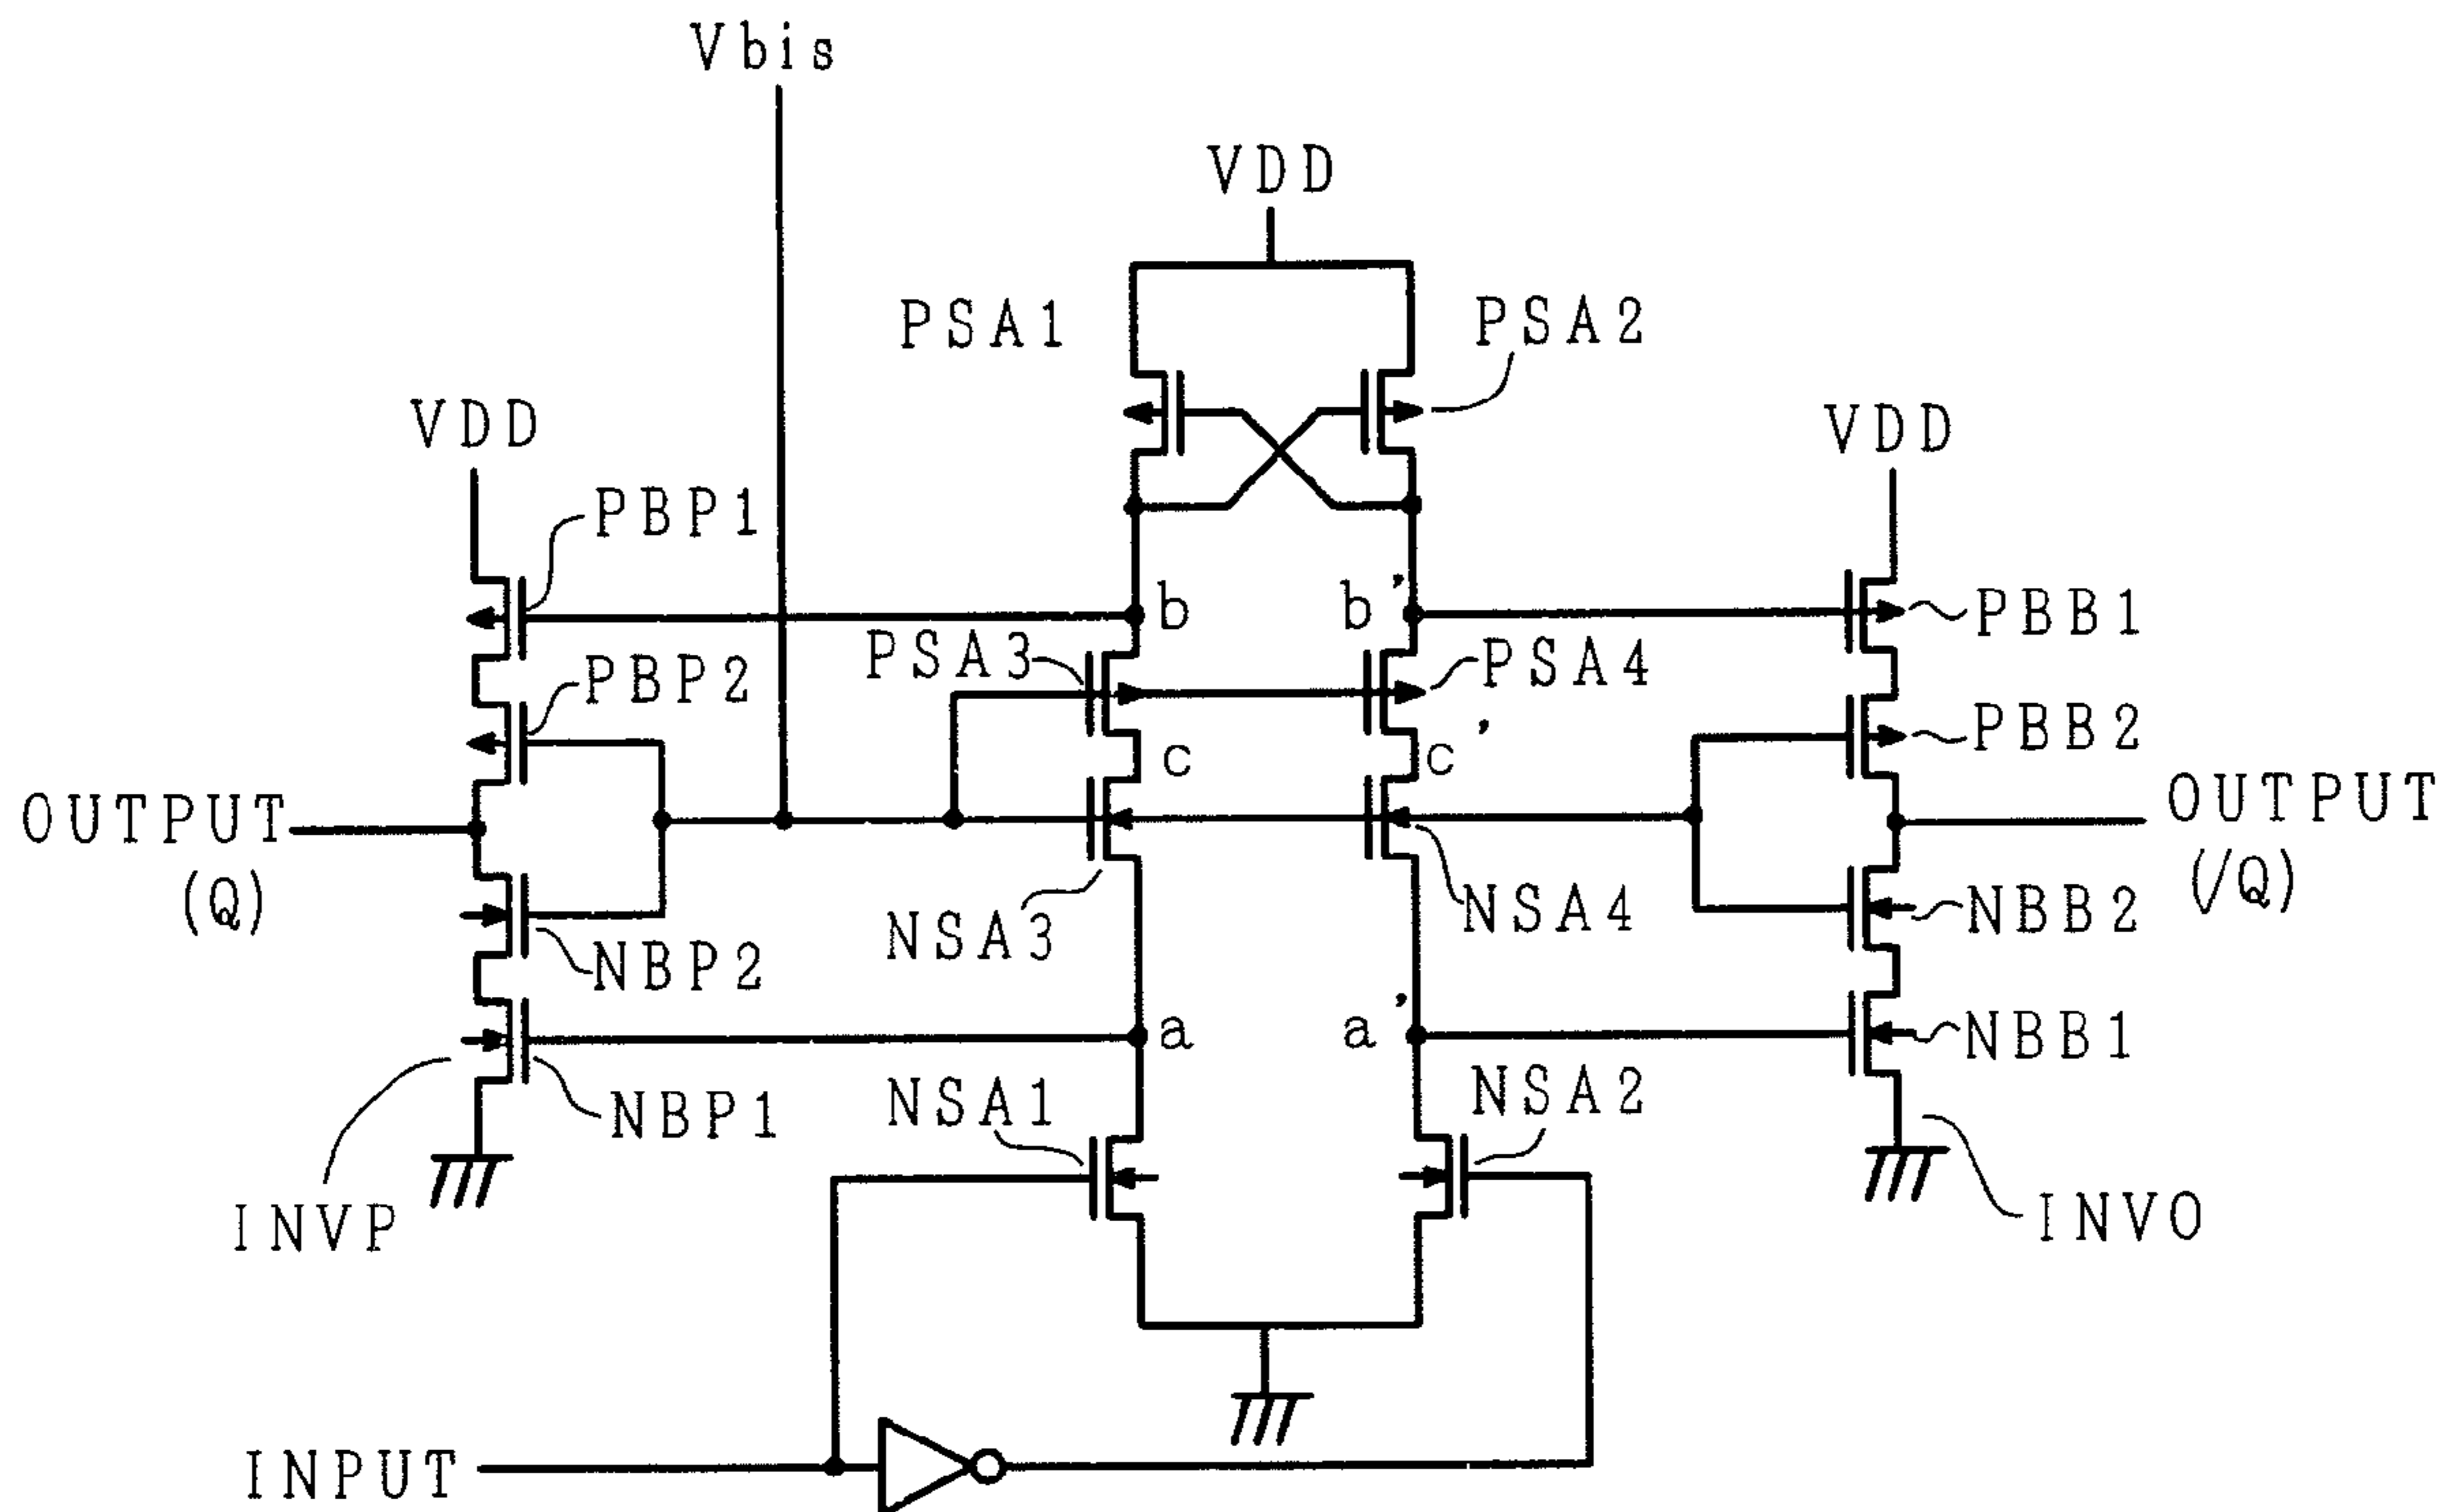 Vbis
VDD
PSA1
PSA2
VDD
VDD
PBP1
b
b'
PBB1
PSA3
PSA4
PBP2
PBB2
c
c'
OUTPUT
(Q)
OUTPUT
(/Q)
NSA3
NSA4
NBB2
NBP2
a
a'
NBB1
NSA1
NSA2
NBP1
INVP
INVO
INPUT